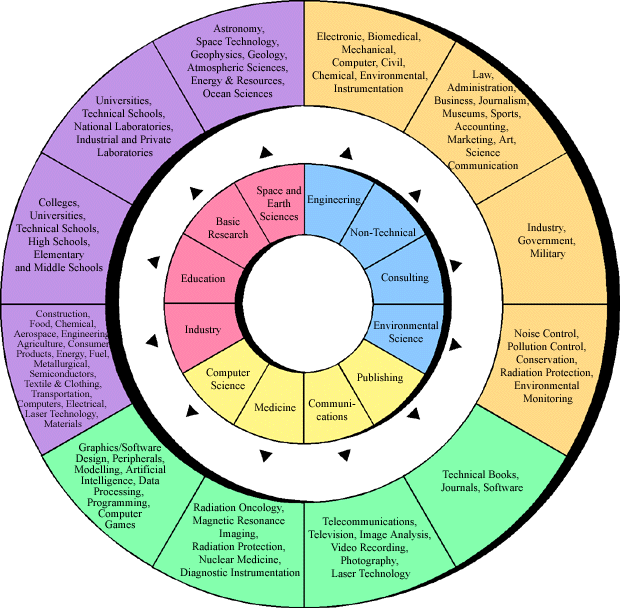 Astronomy,
Space Technology,
Geophysics, Geology,
Atmospheric Sciences,
Energy & Resources,
Ocean Sciences
Electronic, Biomedical,
Mechanical,
Computer, Civil,
Chemical, Environmental,
Instrumentation
Law,
Administration,
Business, Journalism,
Museums, Sports,
Accounting,
Marketing, Art,
Science
Communication
Industry,
Government,
Military
Noise Control,
Pollution Control,
Conservation,
Radiation Protection,
Environmental
Monitoring
Technical Books,
Journals, Software
Telecommunications,
Television, Image Analysis,
Video Recording,
Photography,
Laser Technology
Radiation Oncology,
Magnetic Resonance
Imaging,
Radiation Protection,
Nuclear Medicine,
Diagnostic Instrumentation
Graphics/Software
Design, Peripherals,
Modelling, Artificial
Intelligence, Data
Processing,
Programming,
Computer
Games
Construction,
Food, Chemical,
Aerospace, Engineering
Agriculture, Consumer
Products, Energy, Fuel,
Metallurgical,
Semiconductors,
Textile & Clothing,
Transportation,
Computers, Electrical,
Laser Technology,
Materials
Colleges,
Universities,
Technical Schools,
High Schools,
Elementary
and Middle Schools
Universities,
Technical Schools,
National Laboratories,
Industrial and Private
Laboratories
Space and
Earth
Sciences
Engineering
Non-Technical
Consulting
Environmental
Science
Publishing
Communi-
cations
Medicine
Computer
Science
Industry
Education
Basic
Research